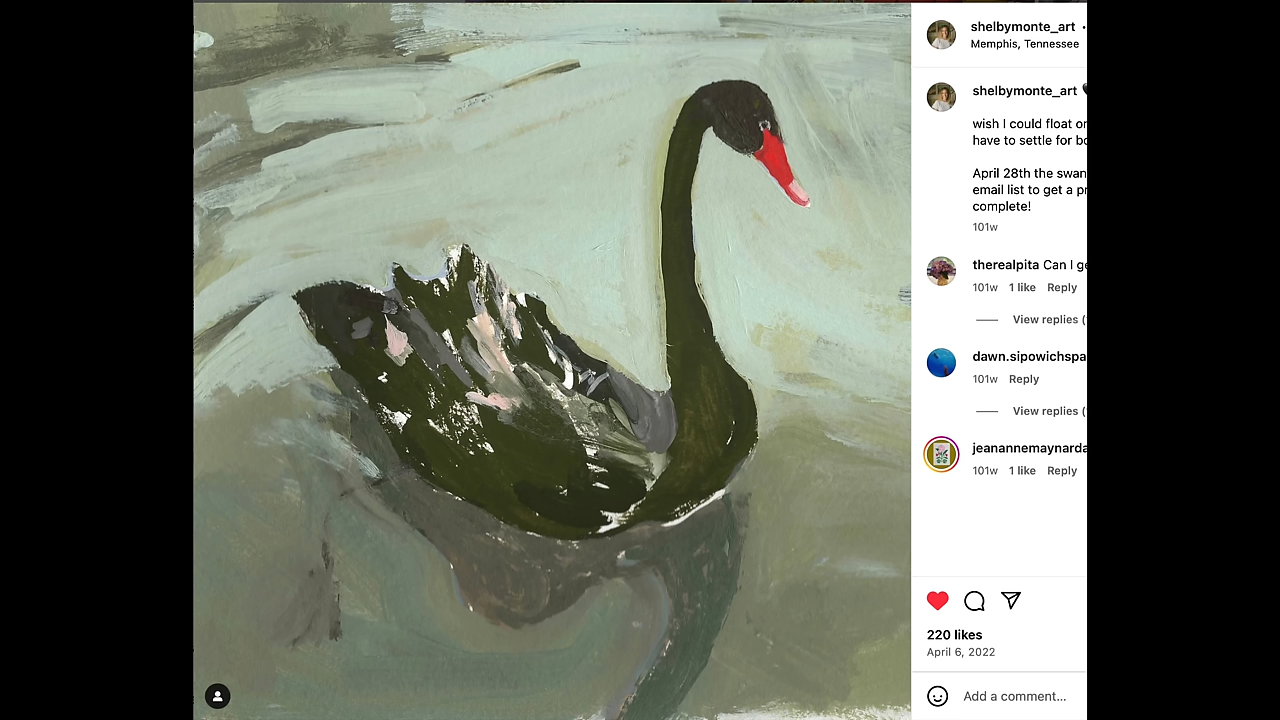 shelbymonte_art •
Memphis, Tennessee
shelbymonte_art
wish I could float
have to settle for
April 28th the swan
email list to get a
complete!
101w
therealpita Can I
101w 1 like Reply
View replies
dawn.sipowichspa
101w Reply
View replies
jeanannemaynarda
101w 1 like Reply
220 likes
April 6, 2022
Add a comment...